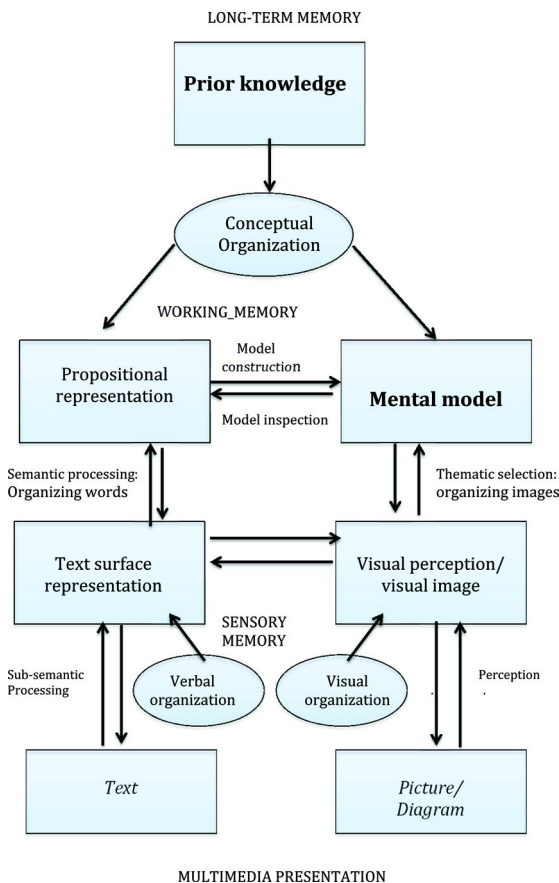 LONG-TERM MEMORY
Prior knowledge
Conceptual
Organization
WORKING_MEMORY
Propositional
representation
Model
construction
Model inspection
Mental model
Semantic processing:
Organizing words
Thematic selection:
organizing images
Text surface
representation
Visual perception/
visual image
SENSORY
MEMORY
Sub-semantic
Processing
Verbal
organization
Visual
organization
Perception
.
.
Text
Picture/
Diagram
MULTIMEDIA PRESENTATION